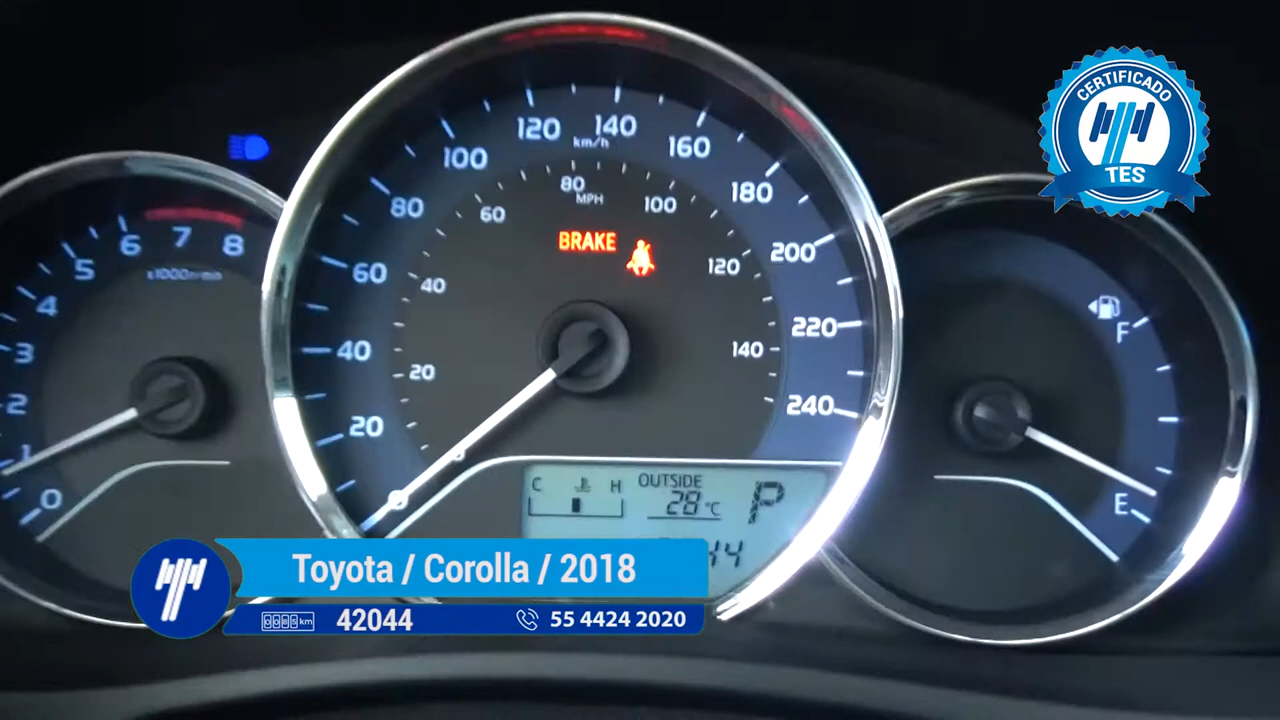 CERTIFICADO
TES
120 140
km/h
100 160
80 180
60 200
40 220
20 240
80
MPH
60 100
40 120
20 140
BRAKE
5 6 7 8
x1000r/min
4
3
2
1
0
F
E
C H OUTSIDE
28°C
P
Toyota / Corolla / 2018
km 42044 55 4424 2020